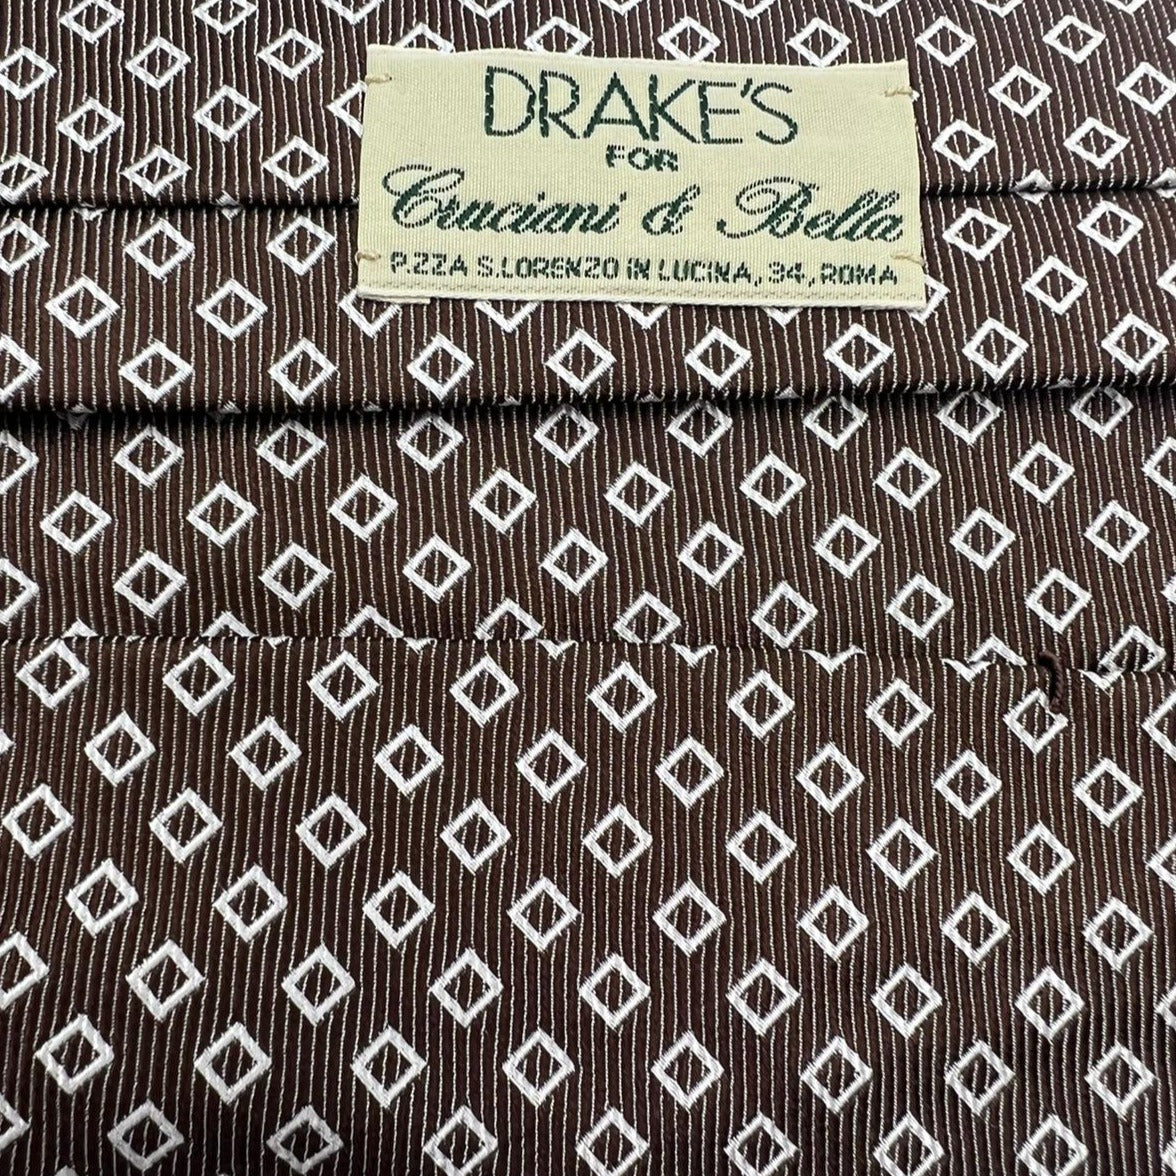 DRAKE'S
FOR
Cruciani & Bella
P.ZZA S.LORENZO IN LUCINA, 34, ROMA